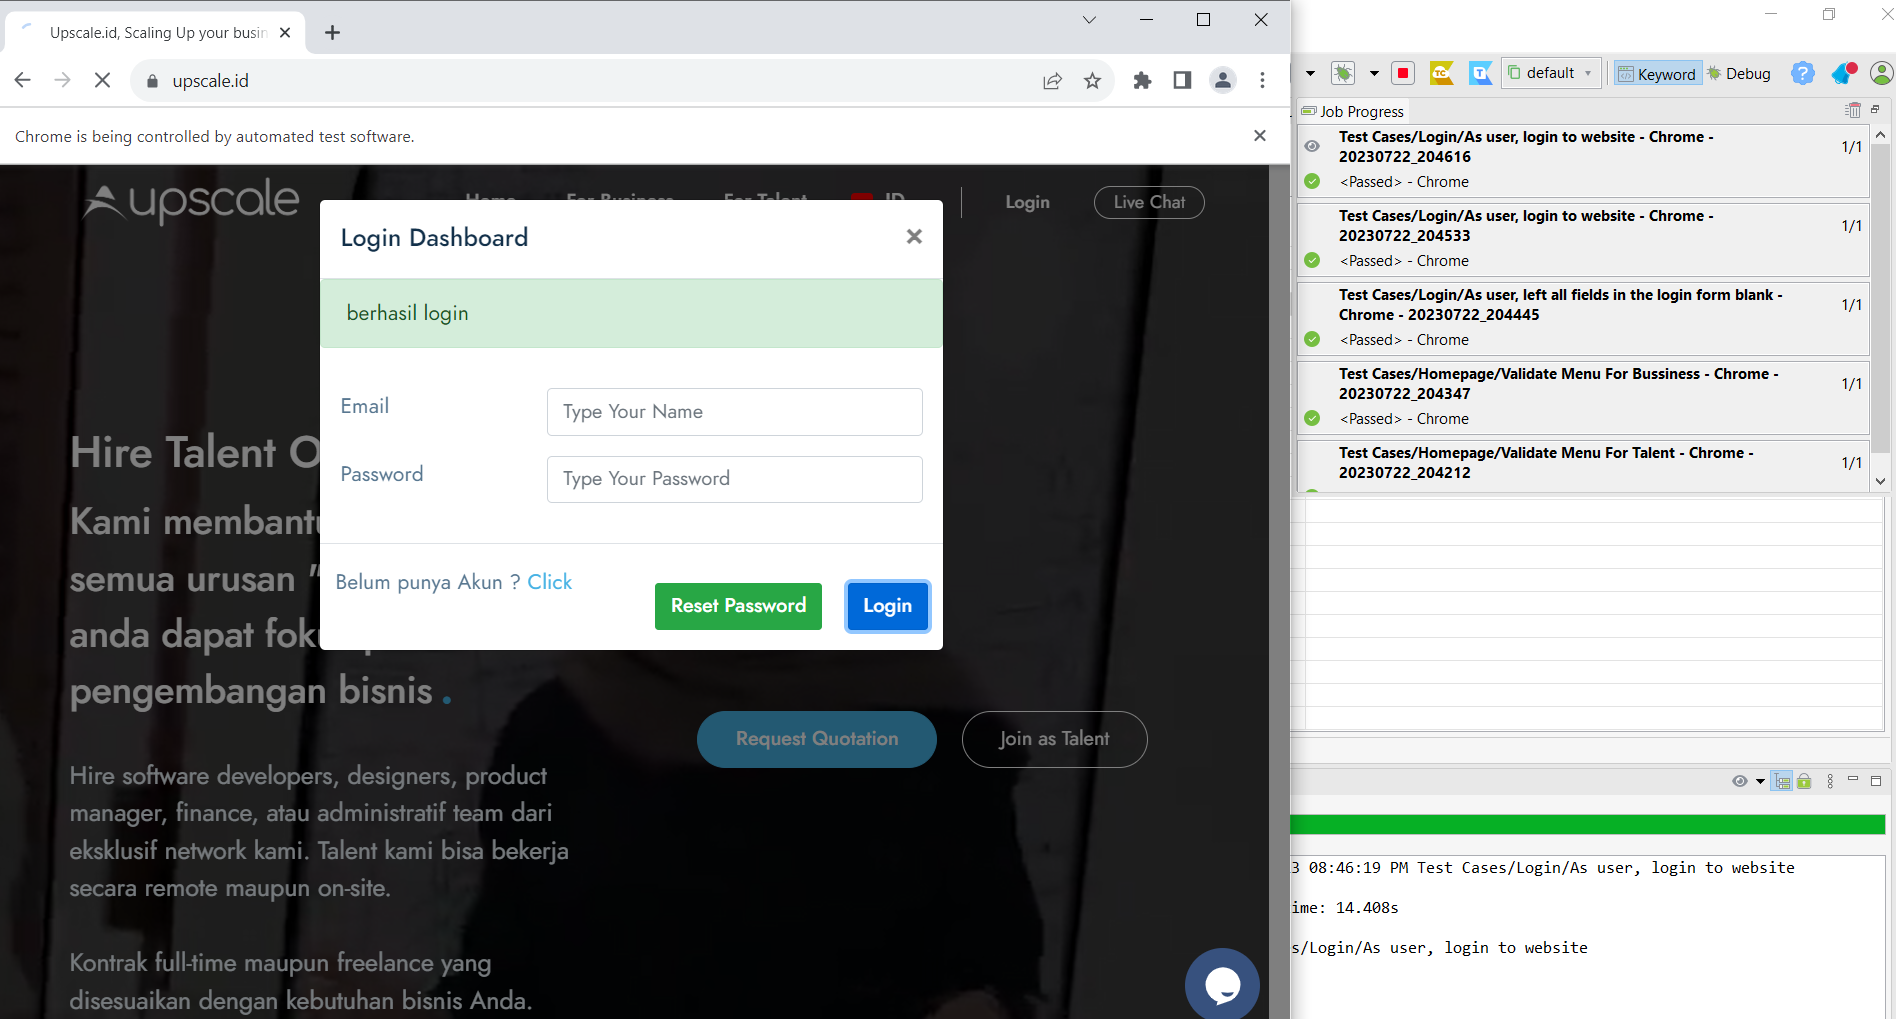 Upscale.id, Scaling Up your busin
upscale.id
Chrome is being controlled by automated test software.
upscale
Home
For Business
For Talent
ID
Login
Live Chat
Login Dashboard
berhasil login
Email
Type Your Name
Password
Type Your Password
Belum punya Akun ? Click
Reset Password
Login
Hire Talent O
Kami membantu
semua urusan "
anda dapat foku
pengembangan bisnis .
Request Quotation
Join as Talent
Hire software developers, designers, product
manager, finance, atau administratif team dari
eksklusif network kami. Talent kami bisa bekerja
secara remote maupun on-site.
Kontrak full-time maupun freelance yang
disesuaikan dengan kebutuhan bisnis Anda.
TC
T
default
Keyword
Debug
Job Progress
Test Cases/Login/As user, login to website - Chrome -
20230722_204616
1/1
<Passed> - Chrome
Test Cases/Login/As user, login to website - Chrome -
20230722_204533
1/1
<Passed> - Chrome
Test Cases/Login/As user, left all fields in the login form blank -
Chrome - 20230722_204445
1/1
<Passed> - Chrome
Test Cases/Homepage/Validate Menu For Bussiness - Chrome -
20230722_204347
1/1
<Passed> - Chrome
Test Cases/Homepage/Validate Menu For Talent - Chrome -
20230722_204212
1/1
3 08:46:19 PM Test Cases/Login/As user, login to website
ime: 14.408s
s/Login/As user, login to website